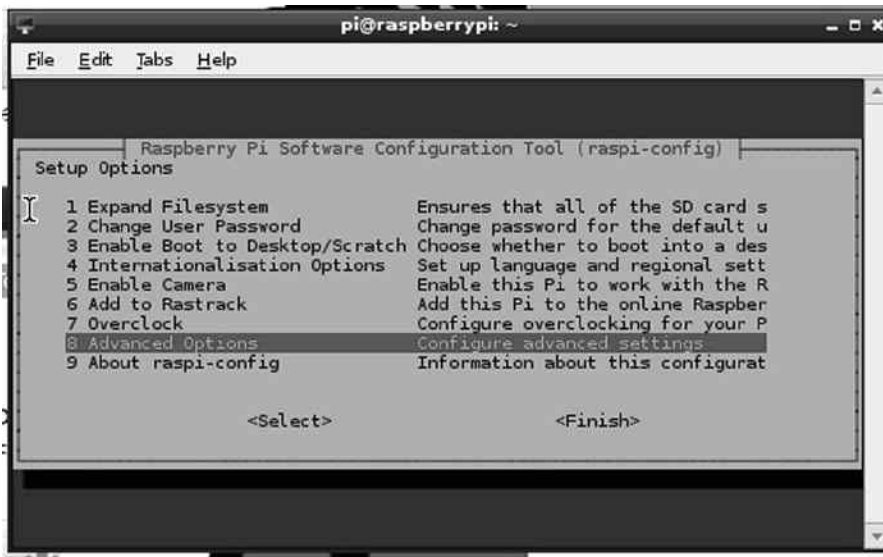 pi@raspberrypi: ~
File Edit Tabs Help
Raspberry Pi Software Configuration Tool (raspi-config)
Setup Options
1 Expand Filesystem Ensures that all of the SD card s
2 Change User Password Change password for the default u
3 Enable Boot to Desktop/Scratch Choose whether to boot into a des
4 Internationalisation Options Set up language and regional sett
5 Enable Camera Enable this Pi to work with the R
6 Add to Rastrack Add this Pi to the online Raspber
7 Overclock Configure overclocking for your P
8 Advanced Options Configure advanced settings
9 About raspi-config Information about this configurat
<Select> <Finish>